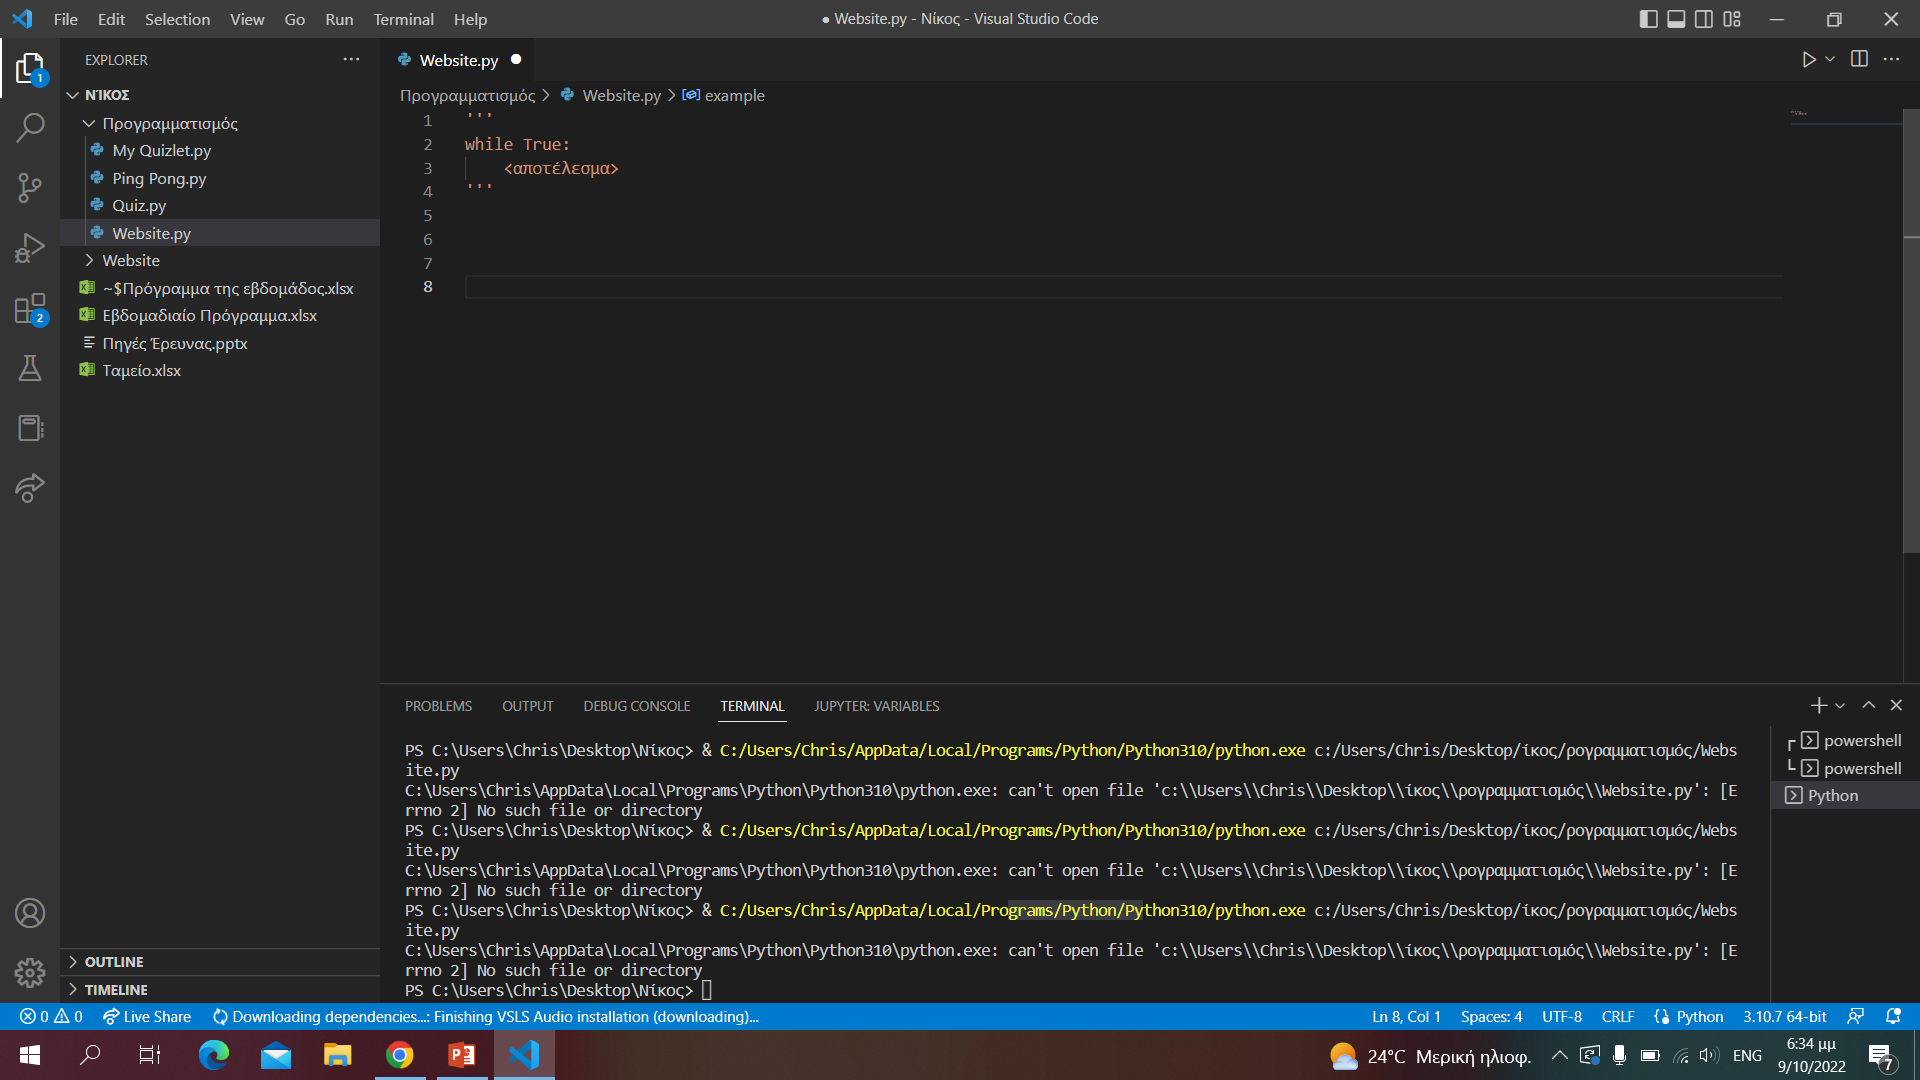 File Edit Selection View Go Run Terminal Help
● Website.py - Νίκος - Visual Studio Code
EXPLORER
Website.py
ΝΊΚΟΣ
Προγραμματισμός
My Quizlet.py
Ping Pong.py
Quiz.py
Website.py
Website
~$Πρόγραμμα της εβδομάδος.xlsx
Εβδομαδιαίο Πρόγραμμα.xlsx
Πηγές Έρευνας.pptx
Ταμείο.xlsx
OUTLINE
TIMELINE
1
2
Προγραμματισμός > Website.py > example
1 '''
2 while True:
3 <αποτέλεσμα>
4 '''
5
6
7
8
PROBLEMS OUTPUT DEBUG CONSOLE TERMINAL JUPYTER: VARIABLES
PS C:\Users\Chris\Desktop\Νίκος> & C:/Users/Chris/AppData/Local/Programs/Python/Python310/python.exe c:/Users/Chris/Desktop/ίκος/ρογραμματισμός/Webs
ite.py
C:\Users\Chris\AppData\Local\Programs\Python\Python310\python.exe: can't open file 'c:\\Users\\Chris\\Desktop\\ίκος\\ρογραμματισμός\\Website.py': [E
rrno 2] No such file or directory
PS C:\Users\Chris\Desktop\Νίκος> & C:/Users/Chris/AppData/Local/Programs/Python/Python310/python.exe c:/Users/Chris/Desktop/ίκος/ρογραμματισμός/Webs
ite.py
C:\Users\Chris\AppData\Local\Programs\Python\Python310\python.exe: can't open file 'c:\\Users\\Chris\\Desktop\\ίκος\\ρογραμματισμός\\Website.py': [E
rrno 2] No such file or directory
PS C:\Users\Chris\Desktop\Νίκος> & C:/Users/Chris/AppData/Local/Programs/Python/Python310/python.exe c:/Users/Chris/Desktop/ίκος/ρογραμματισμός/Webs
ite.py
C:\Users\Chris\AppData\Local\Programs\Python\Python310\python.exe: can't open file 'c:\\Users\\Chris\\Desktop\\ίκος\\ρογραμματισμός\\Website.py': [E
rrno 2] No such file or directory
PS C:\Users\Chris\Desktop\Νίκος>
powershell
powershell
Python
0 0 Live Share Downloading dependencies...: Finishing VSLS Audio installation (downloading)...
Ln 8, Col 1 Spaces: 4 UTF-8 CRLF Python 3.10.7 64-bit
24°C Μερική ηλιοφ. ENG
6:34 μμ
9/10/2022
7